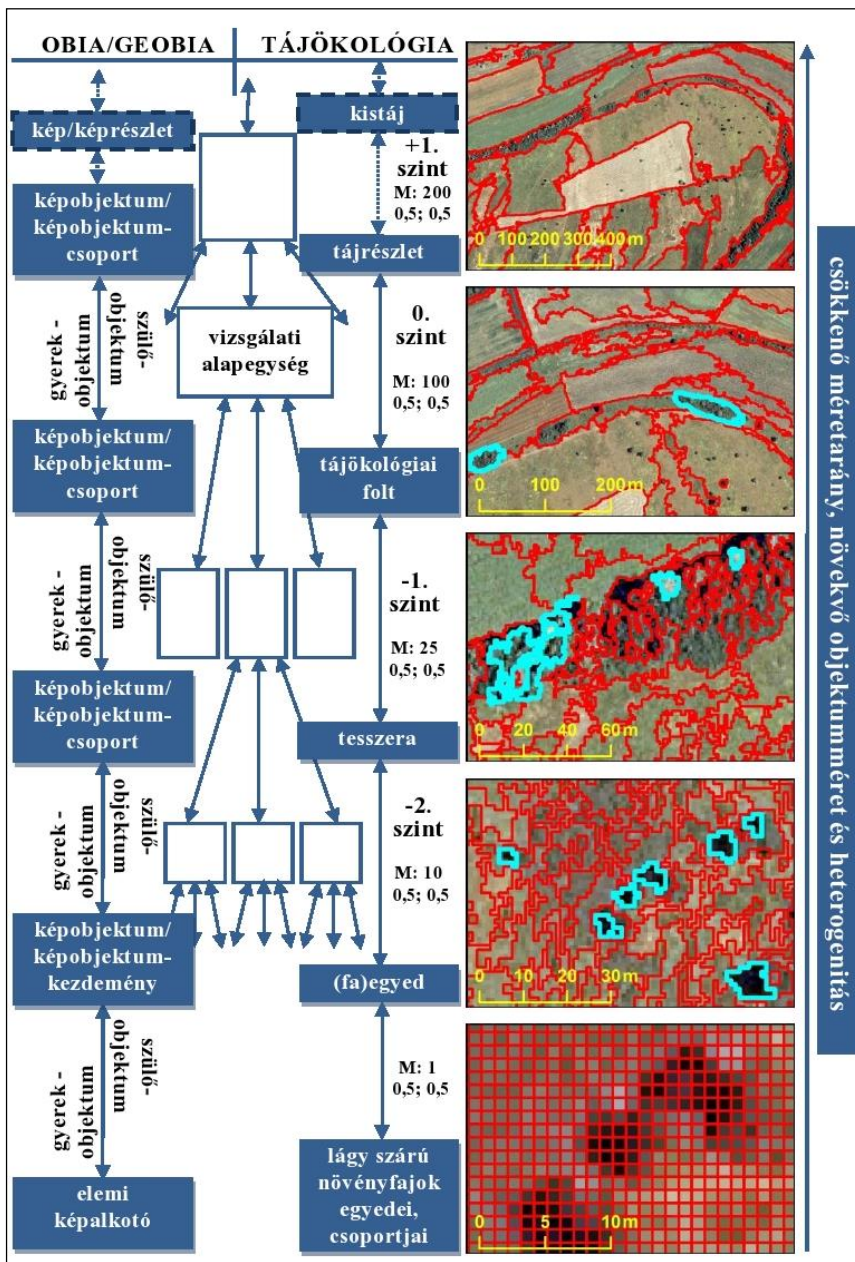 OBIA/GEOBIA
TÁJÖKOLÓGIA
kép/képrészlet
kistáj
+1.
szint
M: 200
0,5; 0,5
képobjektum/
képobjektum-
csoport
tájrészlet
0 100 200 300 400 m
gyerek -
objektum
szülő-
objektum
vizsgálati
alapegység
0.
szint
M: 100
0,5; 0,5
képobjektum/
képobjektum-
csoport
tájökológiai
folt
0 100 200 m
gyerek -
objektum
szülő-
objektum
-1.
szint
M: 25
0,5; 0,5
képobjektum/
képobjektum-
csoport
tesszera
0 20 40 60 m
gyerek -
objektum
szülő-
objektum
-2.
szint
M: 10
0,5; 0,5
képobjektum/
képobjektum-
kezdemény
(fa)egyed
0 10 20 30 m
gyerek -
objektum
szülő-
objektum
M: 1
0,5; 0,5
elemi
képalkotó
lágy szárú
növényfajok
egyedei,
csoportjai
0 5 10 m
csökkenő méretarány, növekvő objektumméret és heterogenitás